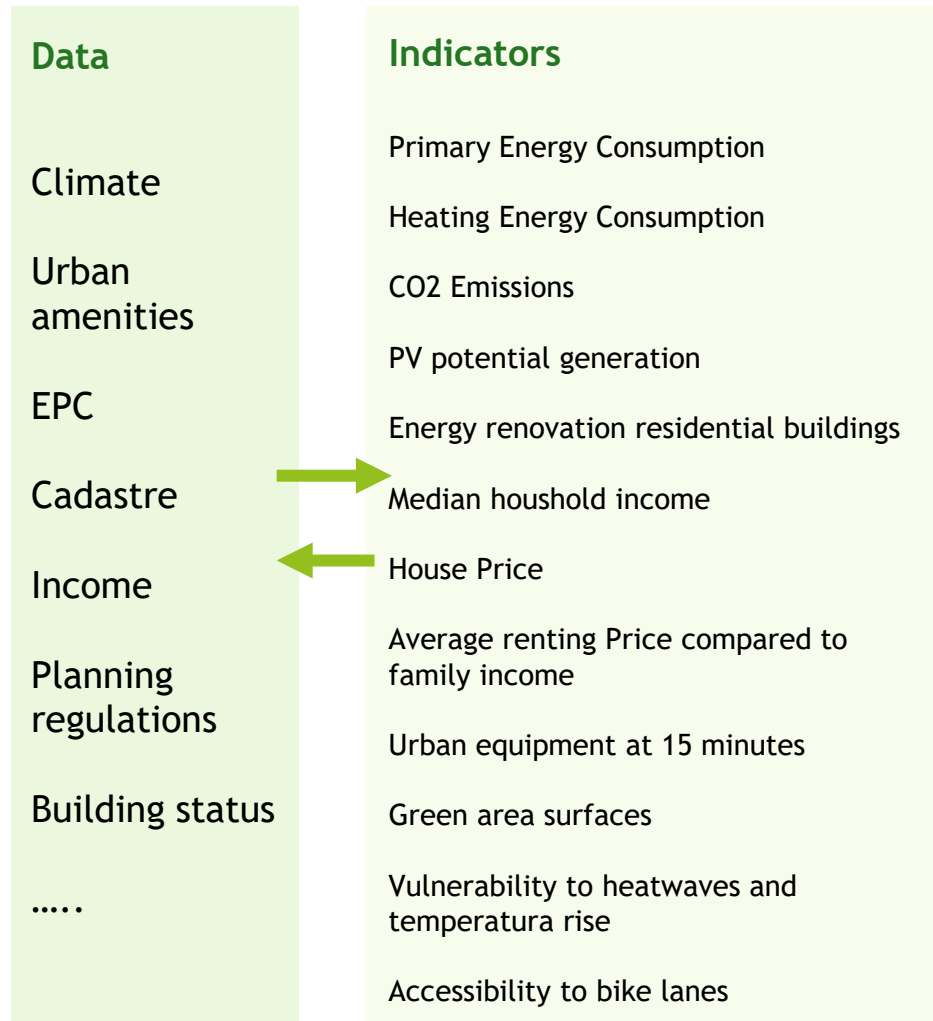 Data
Climate
Urban
amenities
EPC
Cadastre
Income
Planning
regulations
Building status
…..
Indicators
Primary Energy Consumption
Heating Energy Consumption
CO2 Emissions
PV potential generation
Energy renovation residential buildings
Median houshold income
House Price
Average renting Price compared to
family income
Urban equipment at 15 minutes
Green area surfaces
Vulnerability to heatwaves and
temperatura rise
Accessibility to bike lanes